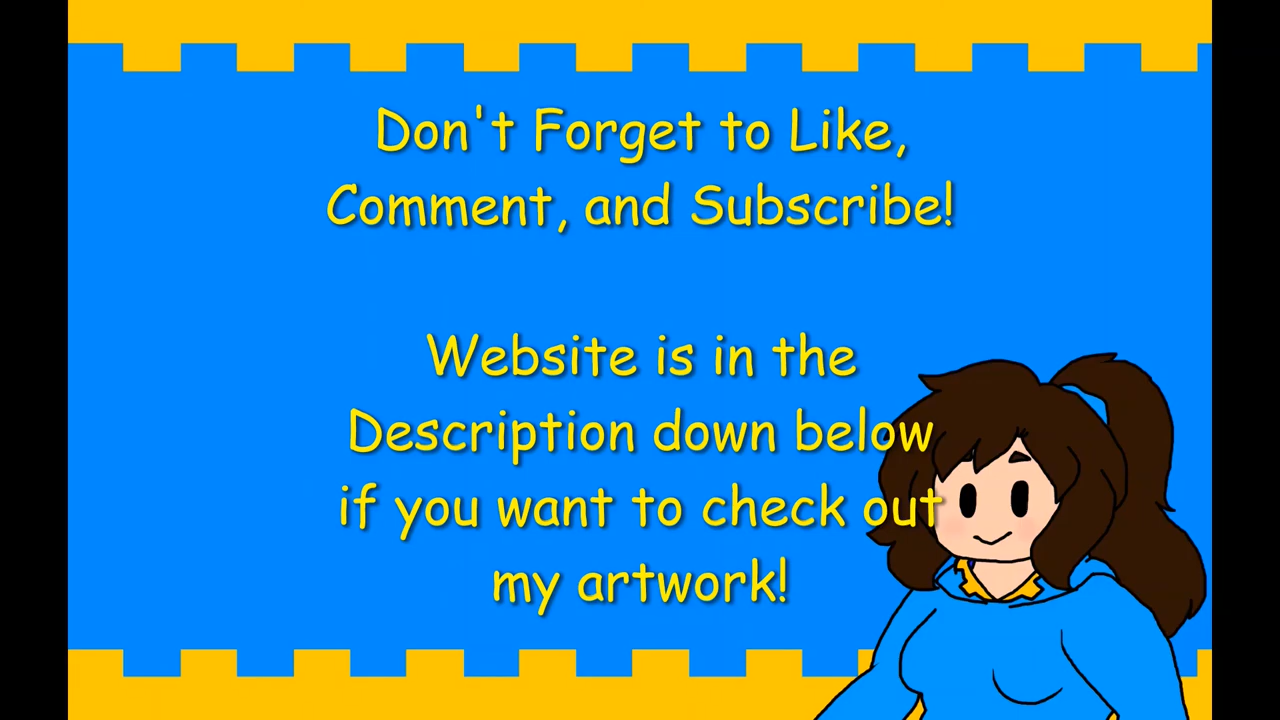 Don't Forget to Like,
Comment, and Subscribe!
Website is in the
Description down below
if you want to check out
my artwork!